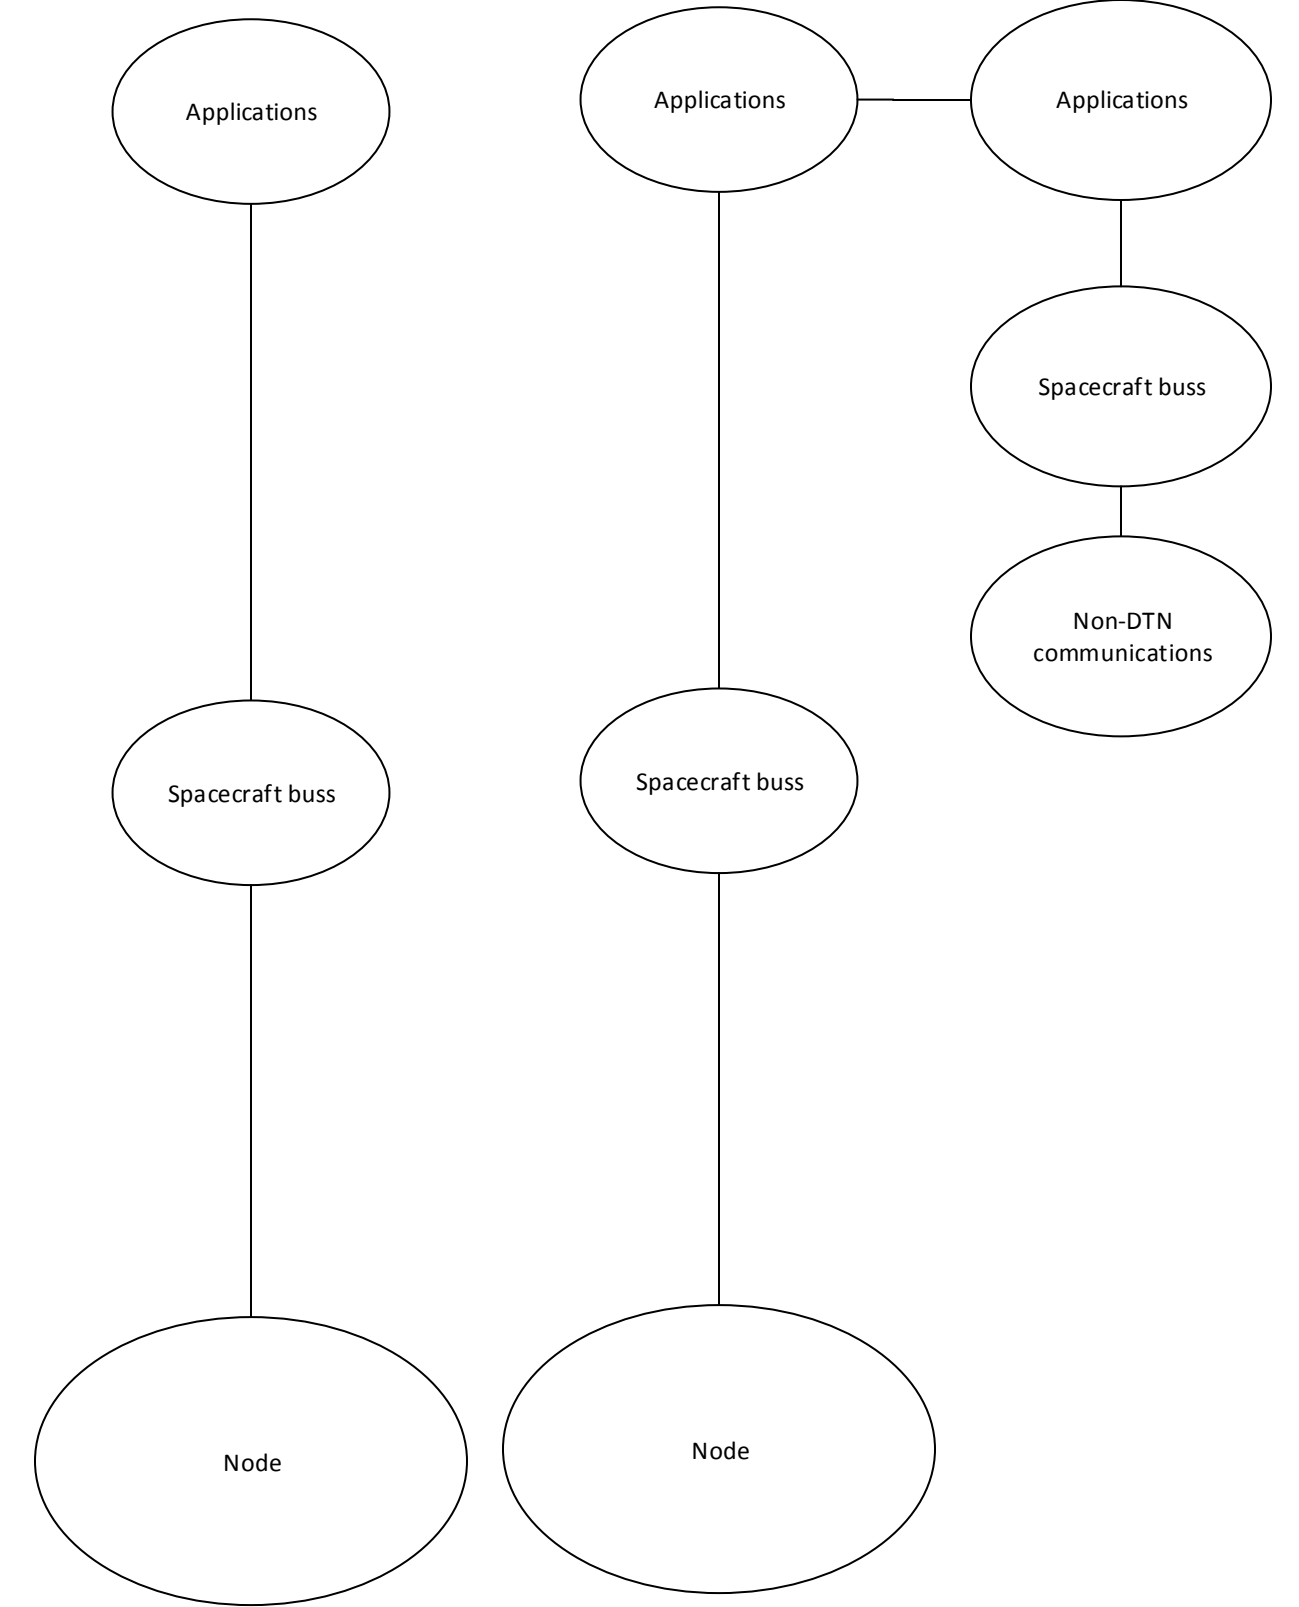 Applications
Spacecraft buss
Node
Applications
Spacecraft buss
Node
Applications
Spacecraft buss
Non-DTN
communications